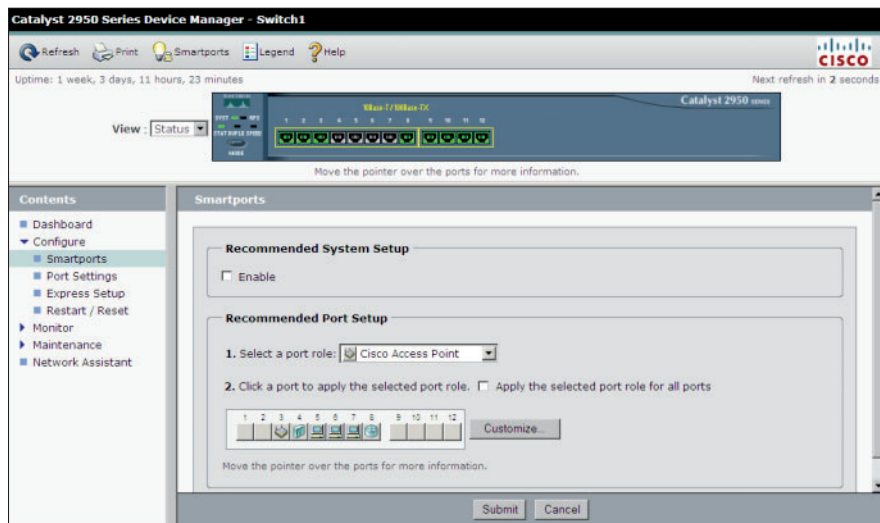 Catalyst 2950 Series Device Manager - Switch1
Refresh Print Smartports Legend Help
CISCO
Uptime: 1 week, 3 days, 11 hours, 23 minutes
Next refresh in 2 seconds
View : Status
SYST RPS
STAT DUPLX SPEED
MODE
10Base-T/100Base-TX
1 2 3 4 5 6 7 8 9 10 11 12
Catalyst 2950 SERIES
Move the pointer over the ports for more information.
Contents
Dashboard
Configure
Smartports
Port Settings
Express Setup
Restart / Reset
Monitor
Maintenance
Network Assistant
Smartports
Recommended System Setup
Enable
Recommended Port Setup
1. Select a port role: Cisco Access Point
2. Click a port to apply the selected port role. Apply the selected port role for all ports
1 2 3 4 5 6 7 8 9 10 11 12
Customize...
Move the pointer over the ports for more information.
Submit Cancel